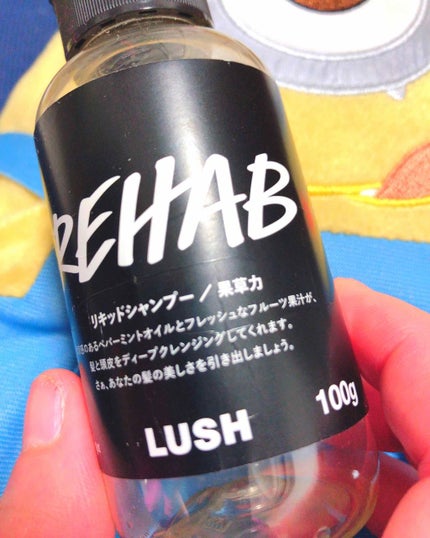 REHAB
リキッドシャンプー / 果草力
のあるペパーミントオイルとフレッシュなフルーツ果汁が、
髪と頭皮をディープクレンジングしてくれます。
さぁ、あなたの髪の美しさを引き出しましょう。
100g
LUSH